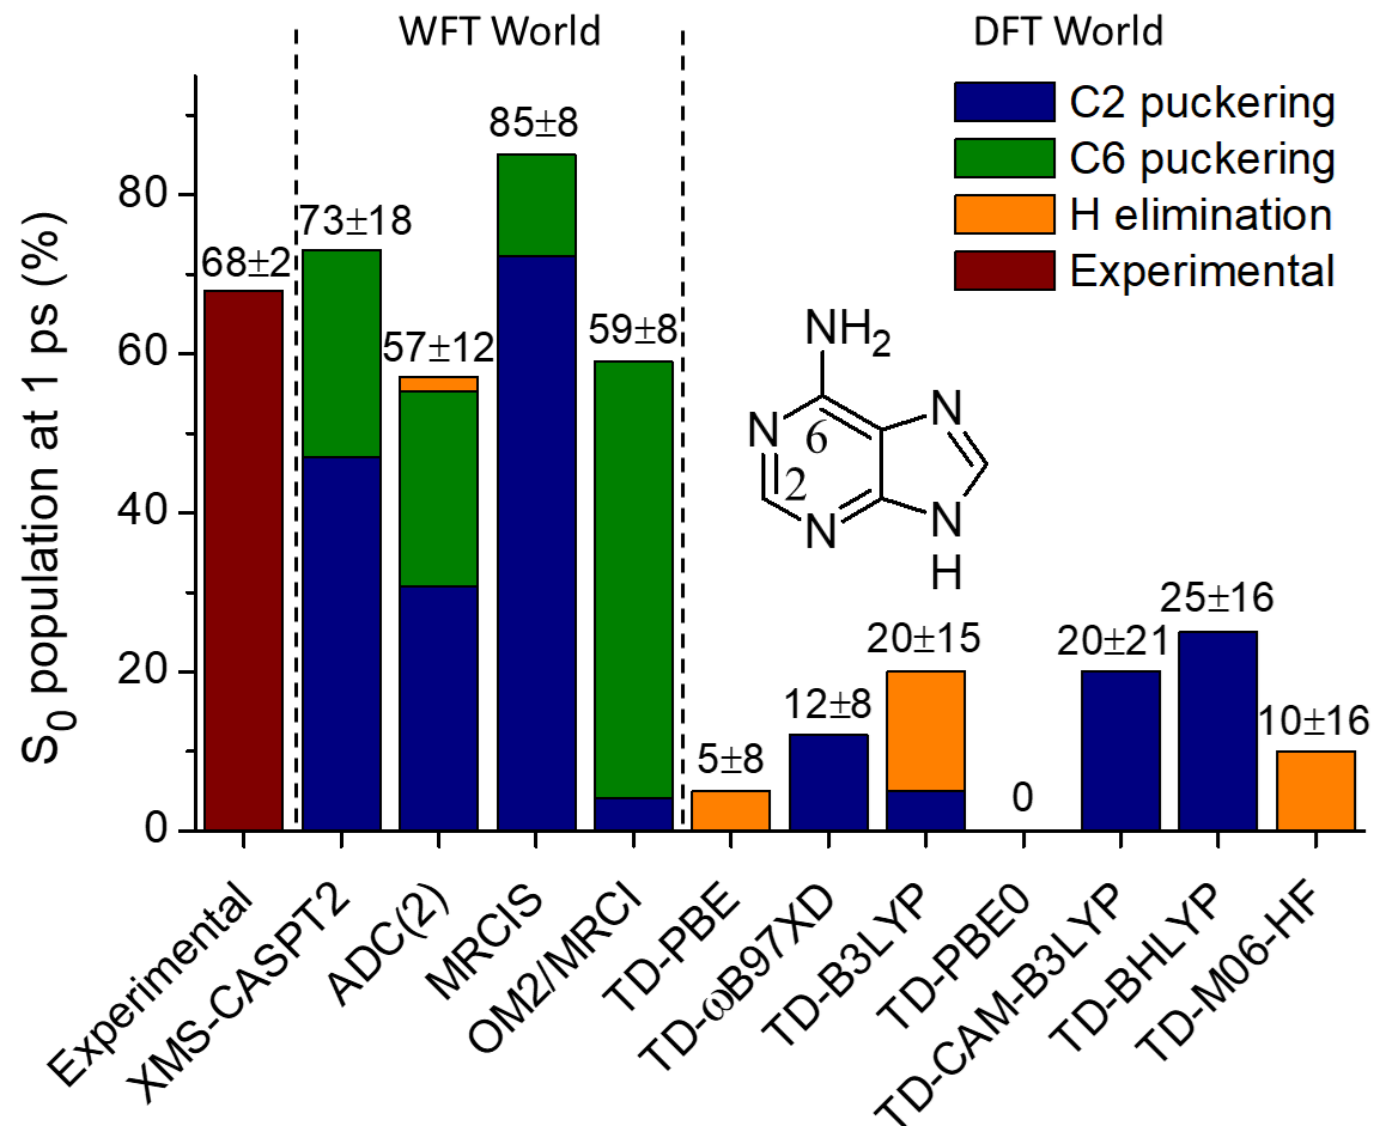 WFT World
DFT World
C2 puckering
C6 puckering
H elimination
Experimental
S0 population at 1 ps (%)
80
60
40
20
0
68±2
73±18
57±12
85±8
59±8
5±8
12±8
20±15
0
20±21
25±16
10±16
NH2
N
N
6
2
N
N
H
Experimental
XMS-CASPT2
ADC(2)
MRCIS
OM2/MRCI
TD-PBE
TD-ωB97XD
TD-B3LYP
TD-PBE0
TD-CAM-B3LYP
TD-BHLYP
TD-M06-HF